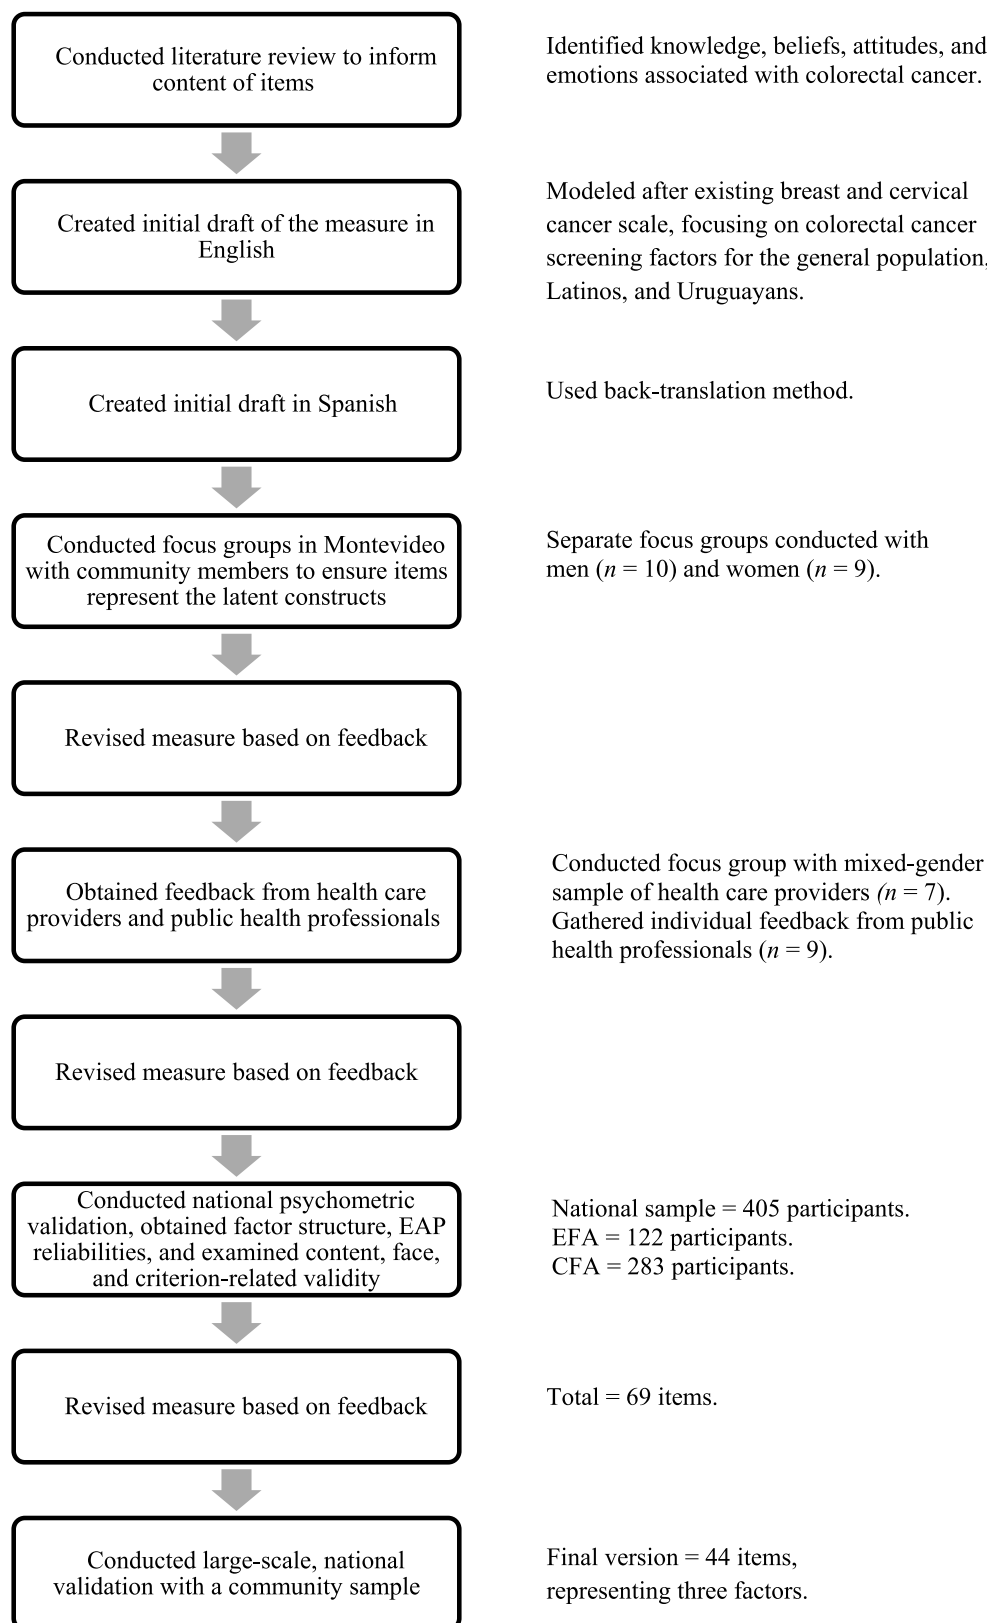 Conducted literature review to inform
content of items
Identified knowledge, beliefs, attitudes, and
emotions associated with colorectal cancer.
Created initial draft of the measure in
English
Modeled after existing breast and cervical
cancer scale, focusing on colorectal cancer
screening factors for the general population,
Latinos, and Uruguayans.
Created initial draft in Spanish
Used back-translation method.
Conducted focus groups in Montevideo
with community members to ensure items
represent the latent constructs
Separate focus groups conducted with
men (n = 10) and women (n = 9).
Revised measure based on feedback
Obtained feedback from health care
providers and public health professionals
Conducted focus group with mixed-gender
sample of health care providers (n = 7).
Gathered individual feedback from public
health professionals (n = 9).
Revised measure based on feedback
Conducted national psychometric
validation, obtained factor structure, EAP
reliabilities, and examined content, face,
and criterion-related validity
National sample = 405 participants.
EFA = 122 participants.
CFA = 283 participants.
Revised measure based on feedback
Total = 69 items.
Conducted large-scale, national
validation with a community sample
Final version = 44 items,
representing three factors.